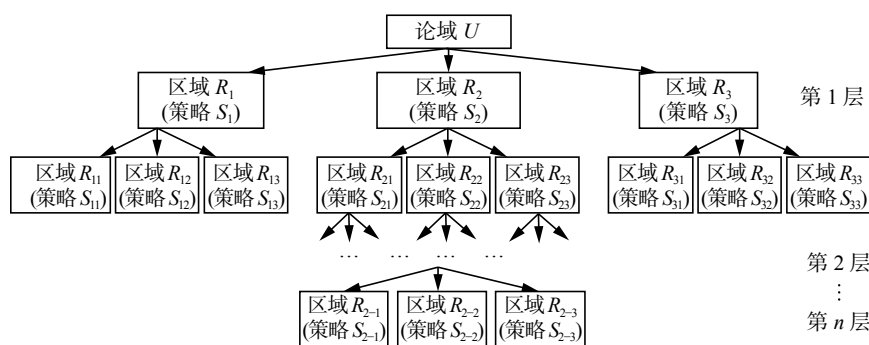 论域 U
区域 R₁
(策略 S₁)
区域 R₂
(策略 S₂)
区域 R₃
(策略 S₃)
第 1 层
区域 R₁₁
(策略 S₁₁)
区域 R₁₂
(策略 S₁₂)
区域 R₁₃
(策略 S₁₃)
区域 R₂₁
(策略 S₂₁)
区域 R₂₂
(策略 S₂₂)
区域 R₂₃
(策略 S₂₃)
区域 R₃₁
(策略 S₃₁)
区域 R₃₂
(策略 S₃₂)
区域 R₃₃
(策略 S₃₃)
… … … …
第 2 层
⋮
区域 R₂₋₁
(策略 S₂₋₁)
区域 R₂₋₂
(策略 S₂₋₂)
区域 R₂₋₃
(策略 S₂₋₃)
第 n 层